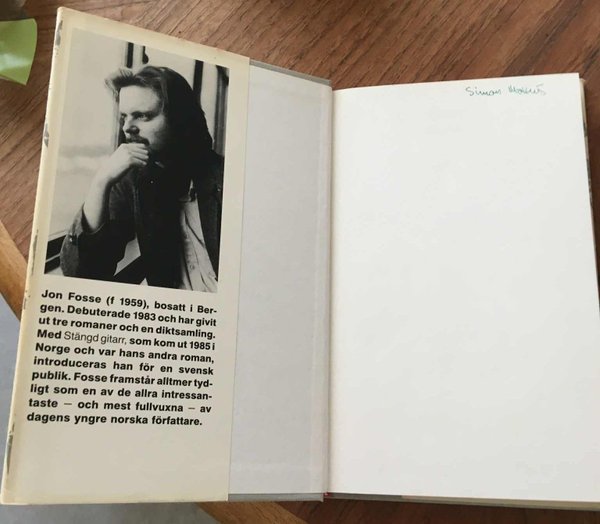 Jon Fosse (f 1959), bosatt i Ber-
gen. Debuterade 1983 och har givit
ut tre romaner och en diktsamling.
Med Stängd gitarr, som kom ut 1985 i
Norge och var hans andra roman,
introduceras han för en svensk
publik. Fosse framstår alltmer tyd-
ligt som en av de allra intressan-
taste – och mest fullvuxna – av
dagens yngre norska författare.
Simon